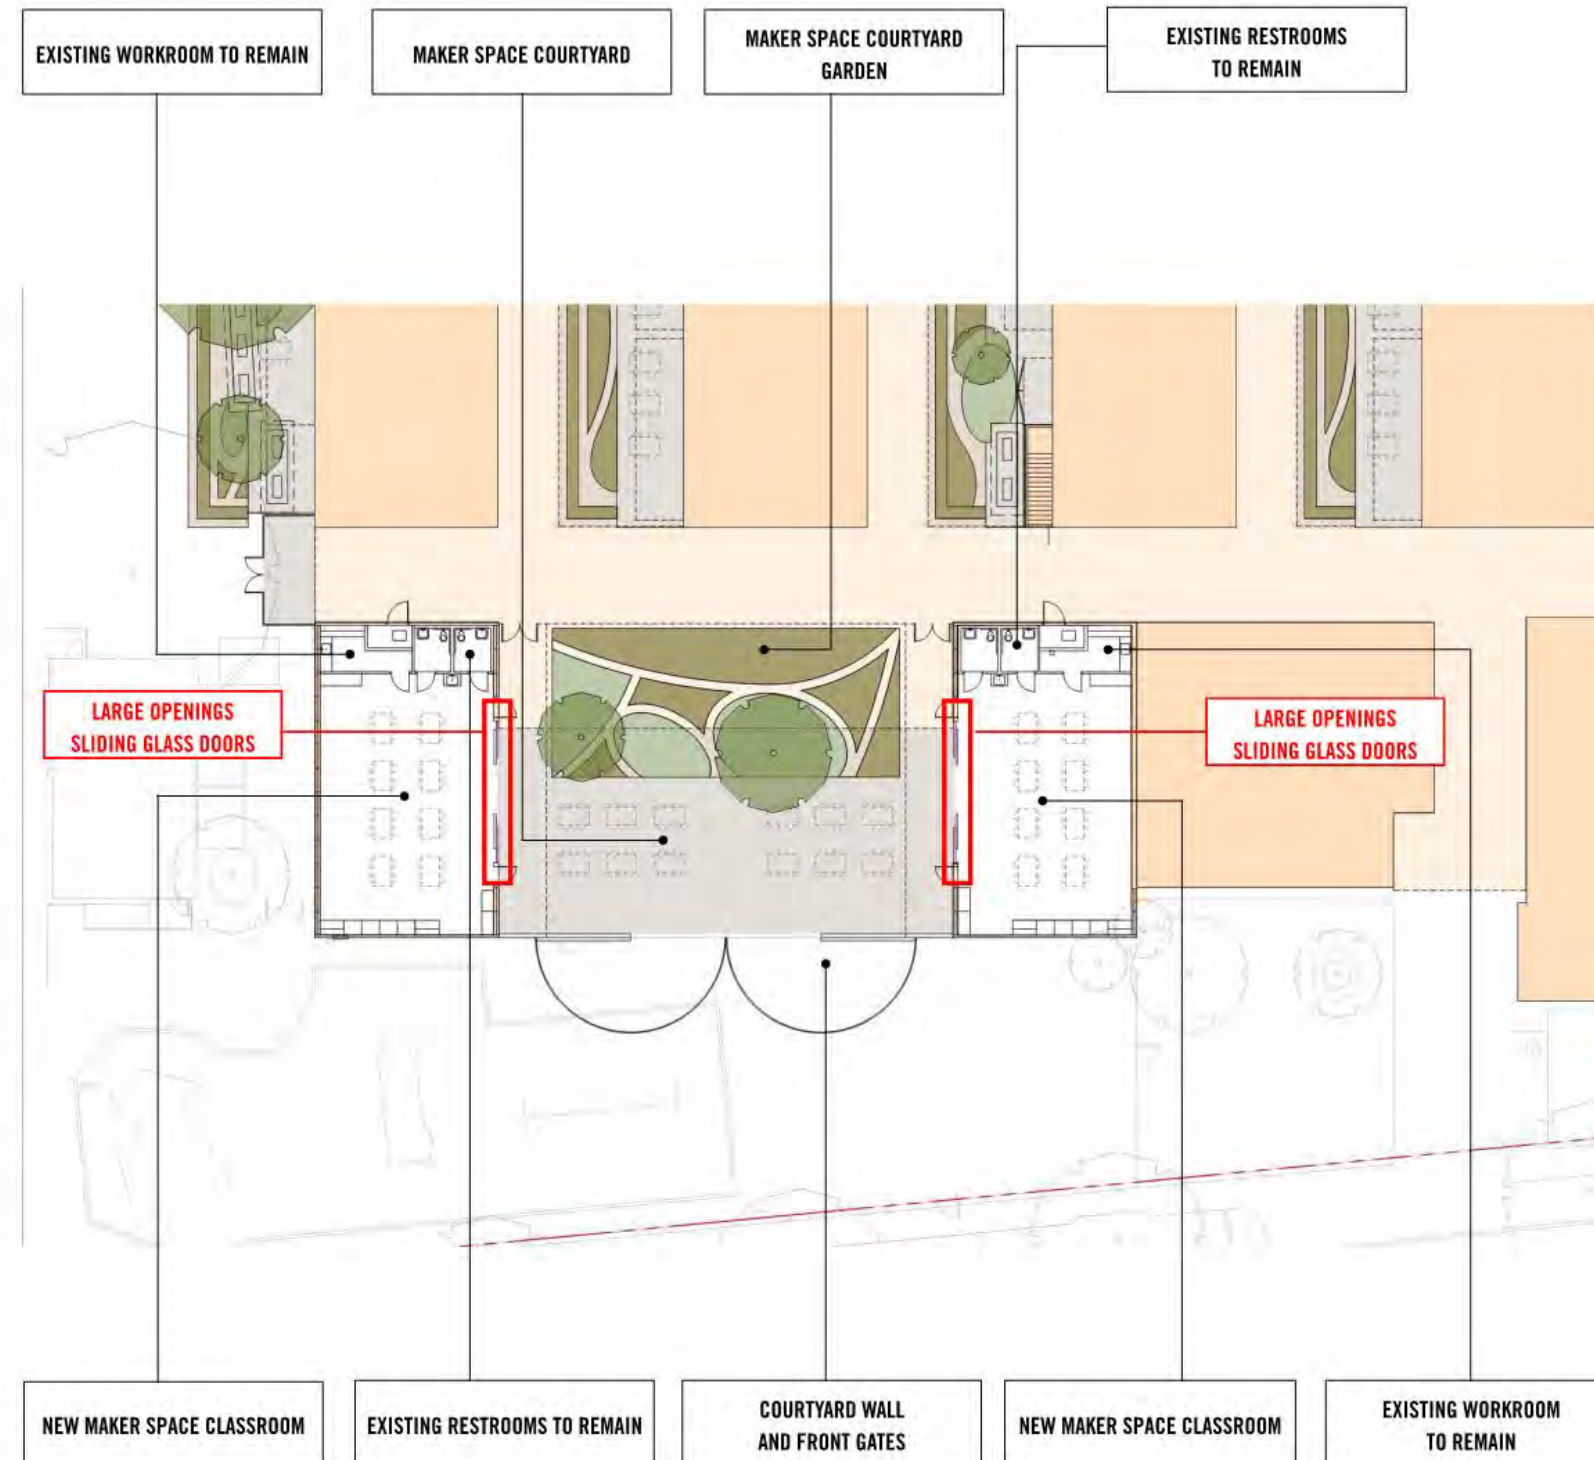 EXISTING WORKROOM TO REMAIN
MAKER SPACE COURTYARD
MAKER SPACE COURTYARD
GARDEN
EXISTING RESTROOMS
TO REMAIN
LARGE OPENINGS
SLIDING GLASS DOORS
LARGE OPENINGS
SLIDING GLASS DOORS
NEW MAKER SPACE CLASSROOM
EXISTING RESTROOMS TO REMAIN
COURTYARD WALL
AND FRONT GATES
NEW MAKER SPACE CLASSROOM
EXISTING WORKROOM
TO REMAIN